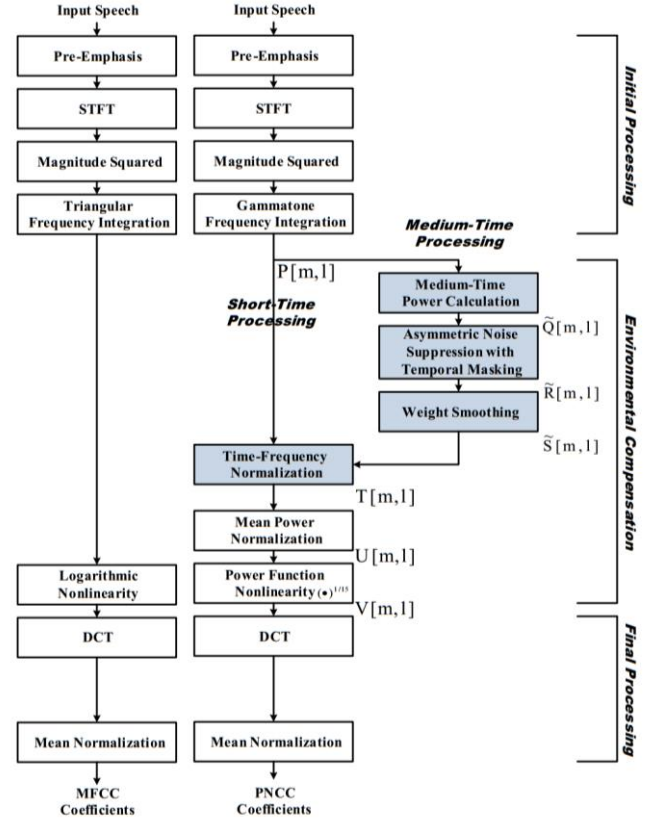 Input Speech
Pre-Emphasis
STFT
Magnitude Squared
Triangular
Frequency Integration
Logarithmic
Nonlinearity
DCT
Mean Normalization
MFCC
Coefficients
Input Speech
Pre-Emphasis
STFT
Magnitude Squared
Gammatone
Frequency Integration
P[m,l]
Short-Time
Processing
Medium-Time
Processing
Medium-Time
Power Calculation
Q̃[m,l]
Asymmetric Noise
Suppression with
Temporal Masking
R̃[m,l]
Weight Smoothing
S̃[m,l]
Time-Frequency
Normalization
T[m,l]
Mean Power
Normalization
U[m,l]
Power Function
Nonlinearity (•)^1/15
V[m,l]
DCT
Mean Normalization
PNCC
Coefficients
Initial Processing
Environmental Compensation
Final Processing